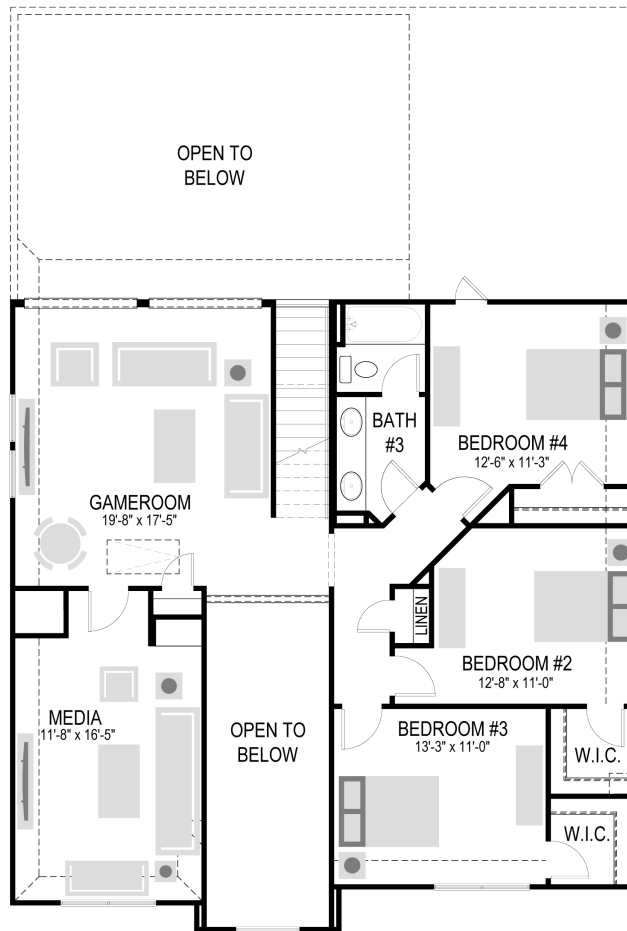 OPEN TO
BELOW
BATH
#3
BEDROOM #4
12'-6" x 11'-3"
GAMEROOM
19'-8" x 17'-5"
LINEN
BEDROOM #2
12'-8" x 11'-0"
MEDIA
11'-8" x 16'-5"
OPEN TO
BELOW
BEDROOM #3
13'-3" x 11'-0"
W.I.C.
W.I.C.